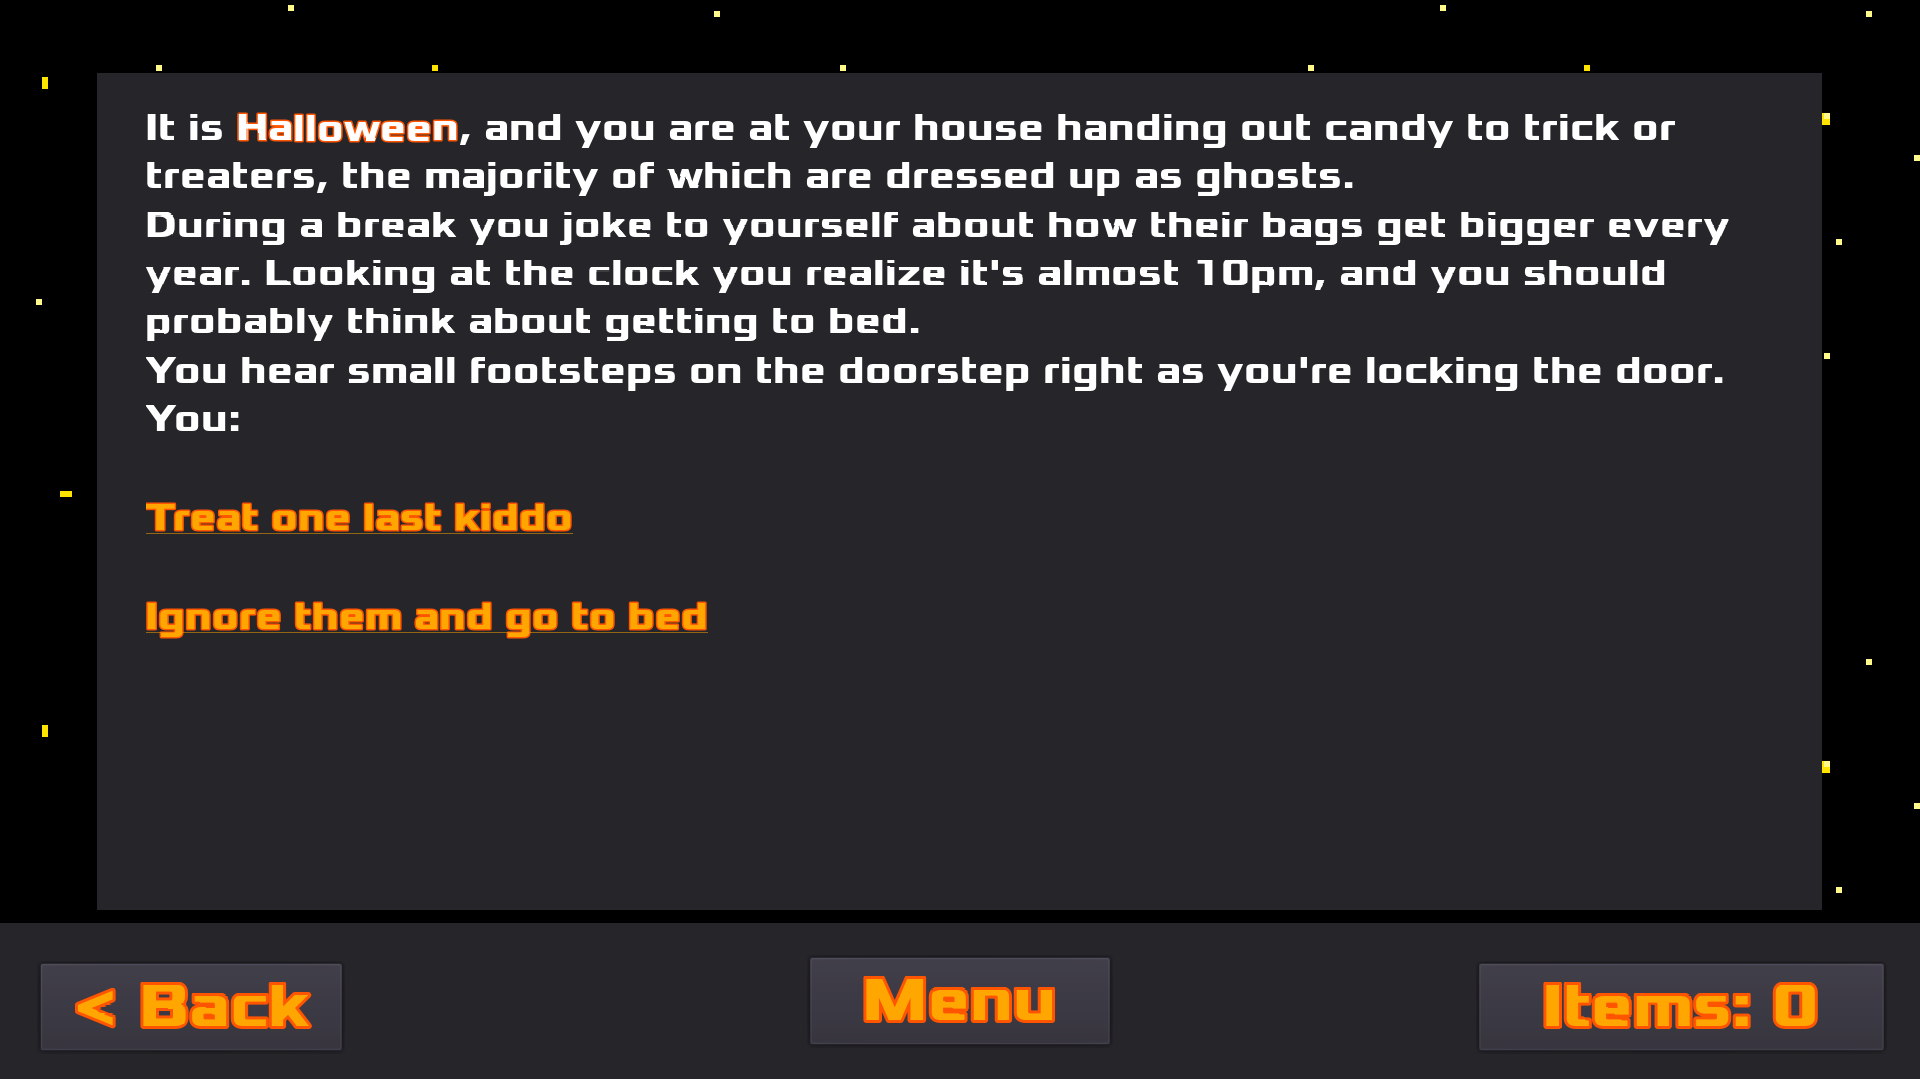 It is Halloween, and you are at your house handing out candy to trick or
treaters, the majority of which are dressed up as ghosts.
During a break you joke to yourself about how their bags get bigger every
year. Looking at the clock you realize it's almost 10pm, and you should
probably think about getting to bed.
You hear small footsteps on the doorstep right as you're locking the door.
You:
Treat one last kiddo
Ignore them and go to bed
< Back
Menu
Items: 0